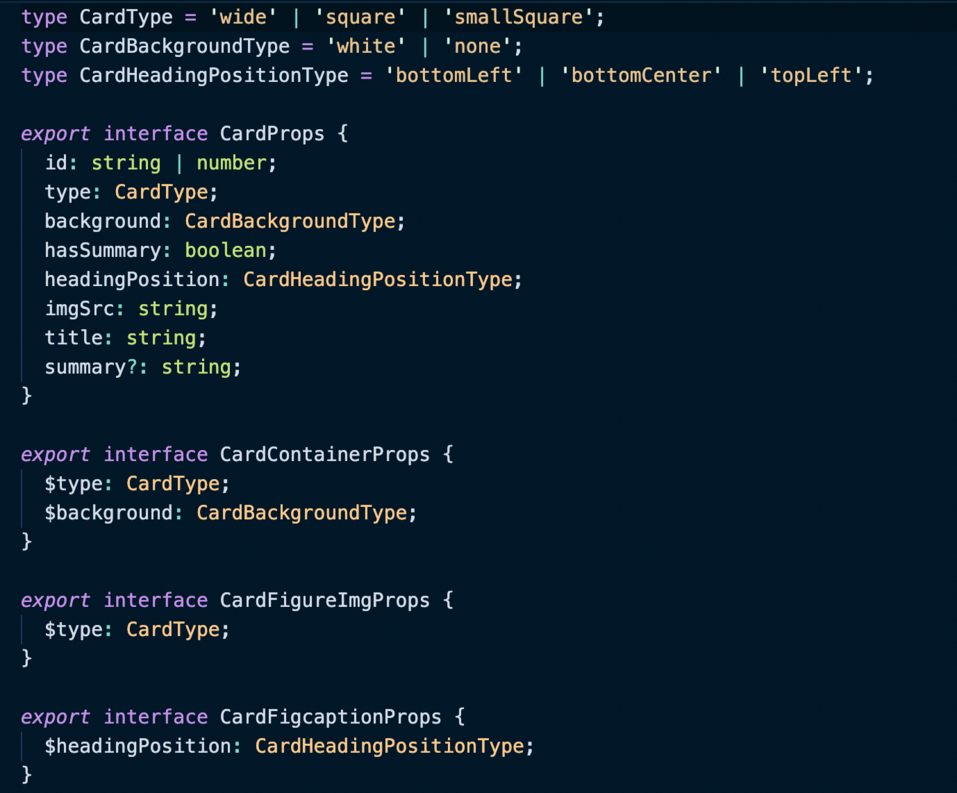 type CardType = 'wide' | 'square' | 'smallSquare';
type CardBackgroundType = 'white' | 'none';
type CardHeadingPositionType = 'bottomLeft' | 'bottomCenter' | 'topLeft';

export interface CardProps {
  id: string | number;
  type: CardType;
  background: CardBackgroundType;
  hasSummary: boolean;
  headingPosition: CardHeadingPositionType;
  imgSrc: string;
  title: string;
  summary?: string;
}

export interface CardContainerProps {
  $type: CardType;
  $background: CardBackgroundType;
}

export interface CardFigureImgProps {
  $type: CardType;
}

export interface CardFigcaptionProps {
  $headingPosition: CardHeadingPositionType;
}